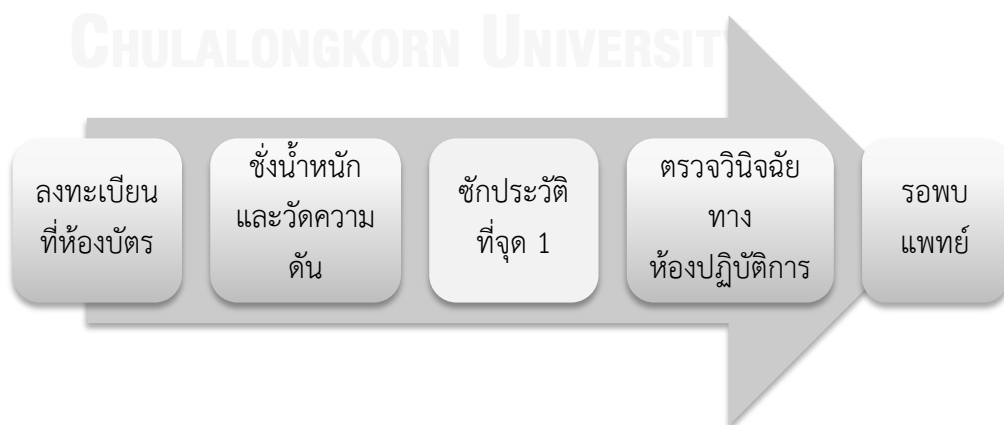 CHULALONGKORN UNIVERSITY
ลงทะเบียน
ที่ห้องบัตร
ชั่งน้ำหนัก
และวัดความ
ดัน
ซักประวัติ
ที่จุด 1
ตรวจวินิจฉัย
ทาง
ห้องปฏิบัติการ
รอพบ
แพทย์